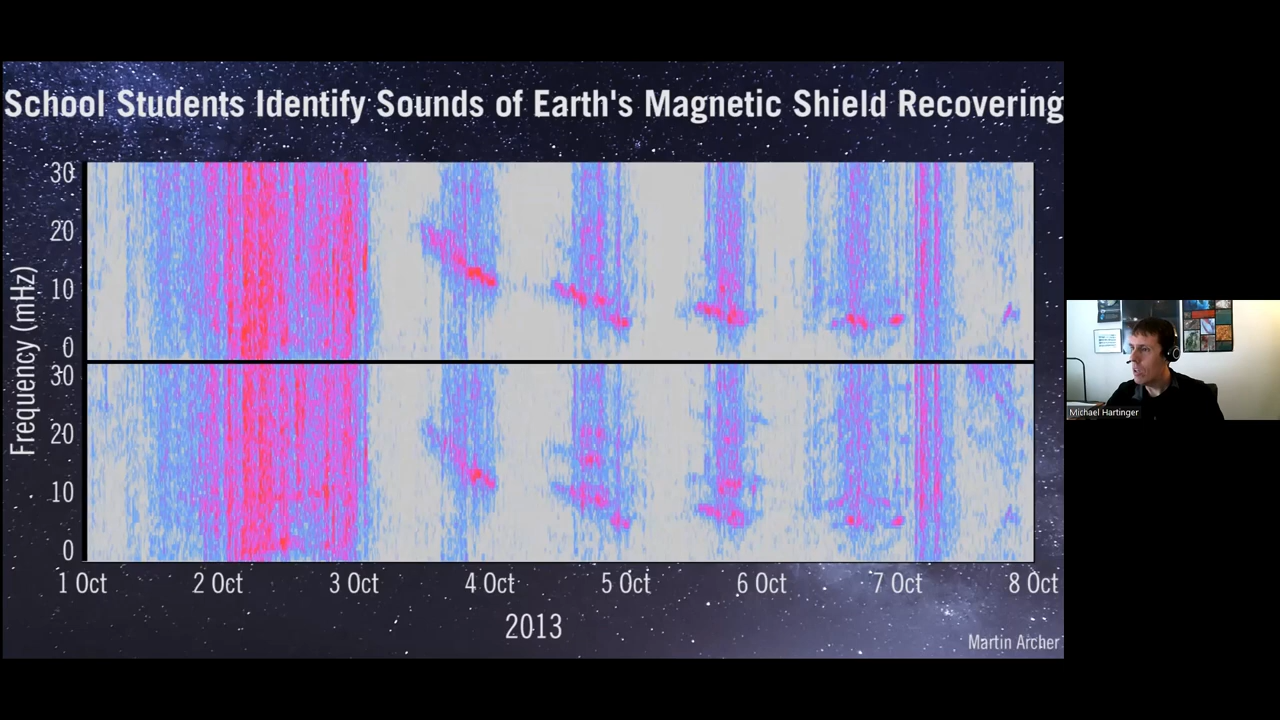 School Students Identify Sounds of Earth's Magnetic Shield Recovering
Frequency (mHz)
30
20
10
0
30
20
10
0
1 Oct 2 Oct 3 Oct 4 Oct 5 Oct 6 Oct 7 Oct 8 Oct
2013
Martin Archer
Michael Hartinger